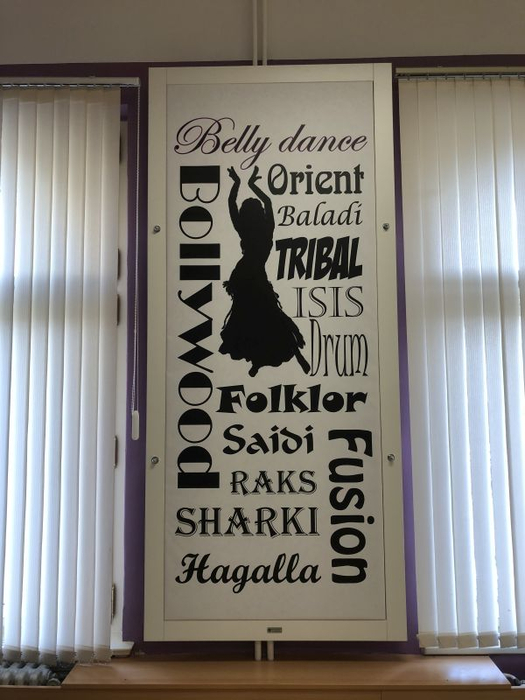 Belly dance
Bollywood
Orient
Baladi
TRIBAL
ISIS
Drum
Folklor
Saidi
RAKS
SHARKI
Hagalla
Fusion